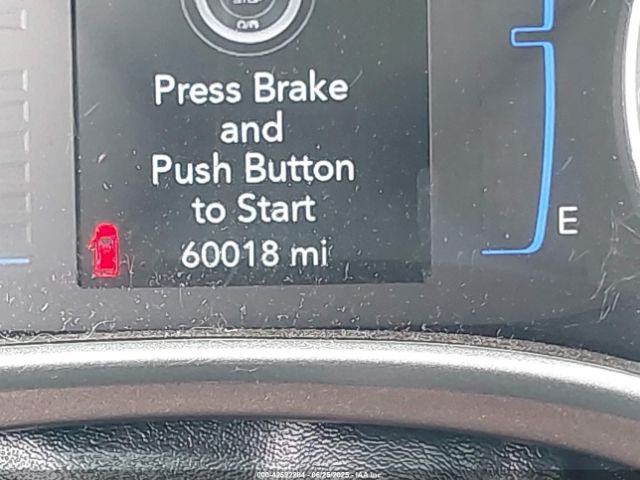 Press Brake
and
Push Button
to Start
60018 mi
E